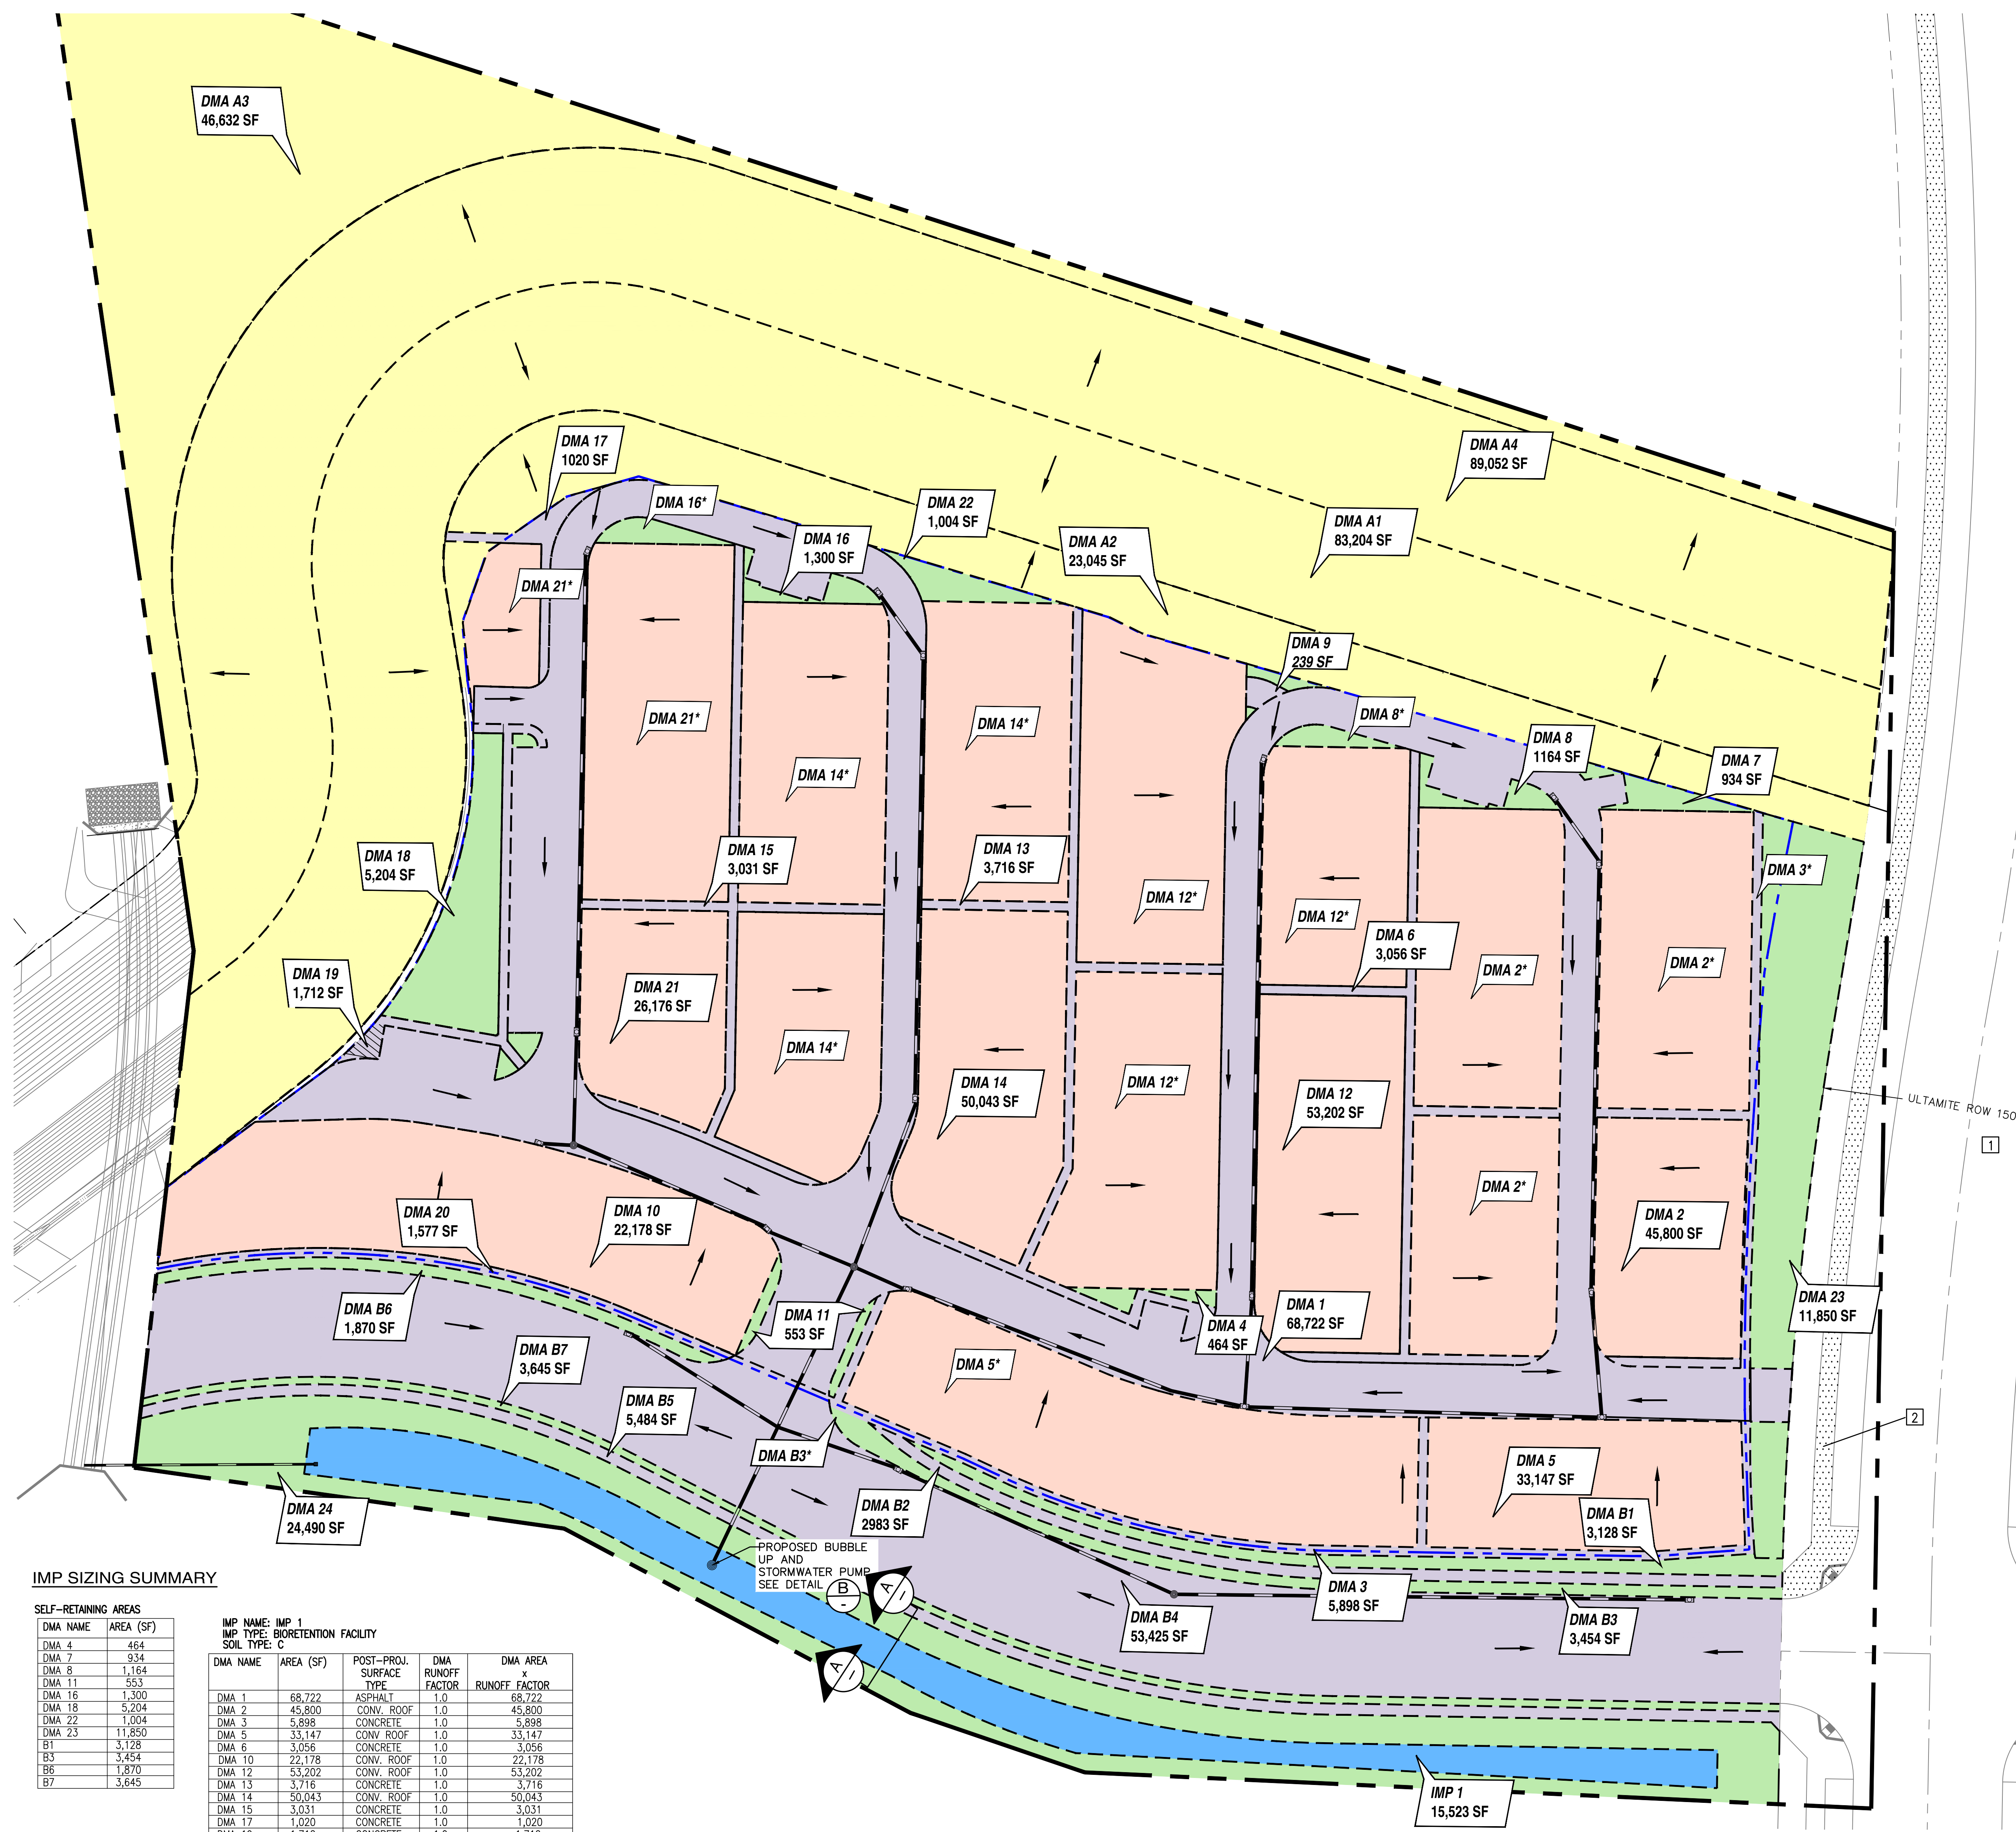 DMA A3
46,632 SF
DMA 17
1020 SF
DMA 16*
DMA 16
1,300 SF
DMA 22
1,004 SF
DMA A2
23,045 SF
DMA A1
83,204 SF
DMA A4
89,052 SF
DMA 21*
DMA 21*
DMA 14*
DMA 14*
DMA 9
239 SF
DMA 8*
DMA 8
1164 SF
DMA 7
934 SF
DMA 18
5,204 SF
DMA 15
3,031 SF
DMA 13
3,716 SF
DMA 12*
DMA 12*
DMA 3*
DMA 6
3,056 SF
DMA 2*
DMA 2*
DMA 19
1,712 SF
DMA 21
26,176 SF
DMA 14*
DMA 14
50,043 SF
DMA 12*
DMA 12
53,202 SF
ULTAMITE ROW 150
1
DMA 20
1,577 SF
DMA 10
22,178 SF
DMA 2*
DMA 2
45,800 SF
DMA B6
1,870 SF
DMA 11
553 SF
DMA 4
464 SF
DMA 1
68,722 SF
DMA 23
11,850 SF
DMA B7
3,645 SF
DMA 5*
DMA B5
5,484 SF
DMA B3*
2
DMA 5
33,147 SF
DMA 24
24,490 SF
DMA B2
2983 SF
DMA B1
3,128 SF
PROPOSED BUBBLE
UP AND
STORMWATER PUMP
SEE DETAIL
B
-
A
-
A
-
DMA B4
53,425 SF
DMA 3
5,898 SF
DMA B3
3,454 SF
IMP 1
15,523 SF
IMP SIZING SUMMARY
SELF-RETAINING AREAS
DMA NAME AREA (SF)
DMA 4 464
DMA 7 934
DMA 8 1,164
DMA 11 553
DMA 16 1,300
DMA 18 5,204
DMA 22 1,004
DMA 23 11,850
B1 3,128
B3 3,454
B6 1,870
B7 3,645
IMP NAME: IMP 1
IMP TYPE: BIORETENTION FACILITY
SOIL TYPE: C
DMA NAME AREA (SF) POST-PROJ. DMA DMA AREA
SURFACE RUNOFF x
TYPE FACTOR RUNOFF FACTOR
DMA 1 68,722 ASPHALT 1.0 68,722
DMA 2 45,800 CONV. ROOF 1.0 45,800
DMA 3 5,898 CONCRETE 1.0 5,898
DMA 5 33,147 CONV ROOF 1.0 33,147
DMA 6 3,056 CONCRETE 1.0 3,056
DMA 10 22,178 CONV. ROOF 1.0 22,178
DMA 12 53,202 CONV. ROOF 1.0 53,202
DMA 13 3,716 CONCRETE 1.0 3,716
DMA 14 50,043 CONV. ROOF 1.0 50,043
DMA 15 3,031 CONCRETE 1.0 3,031
DMA 17 1,020 CONCRETE 1.0 1,020